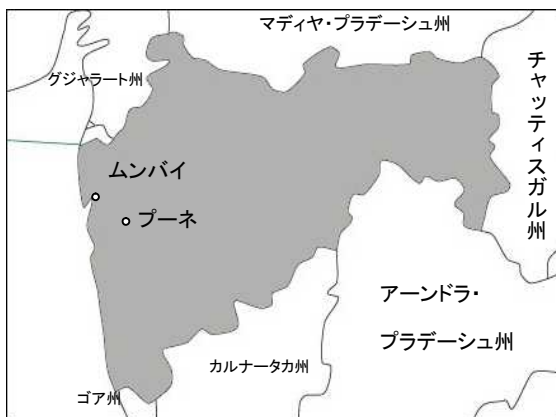 マディヤ・プラデーシュ州
グジャラート州
チャッティスガル州
ムンバイ
プーネ
アーンドラ・
プラデーシュ州
カルナータカ州
ゴア州